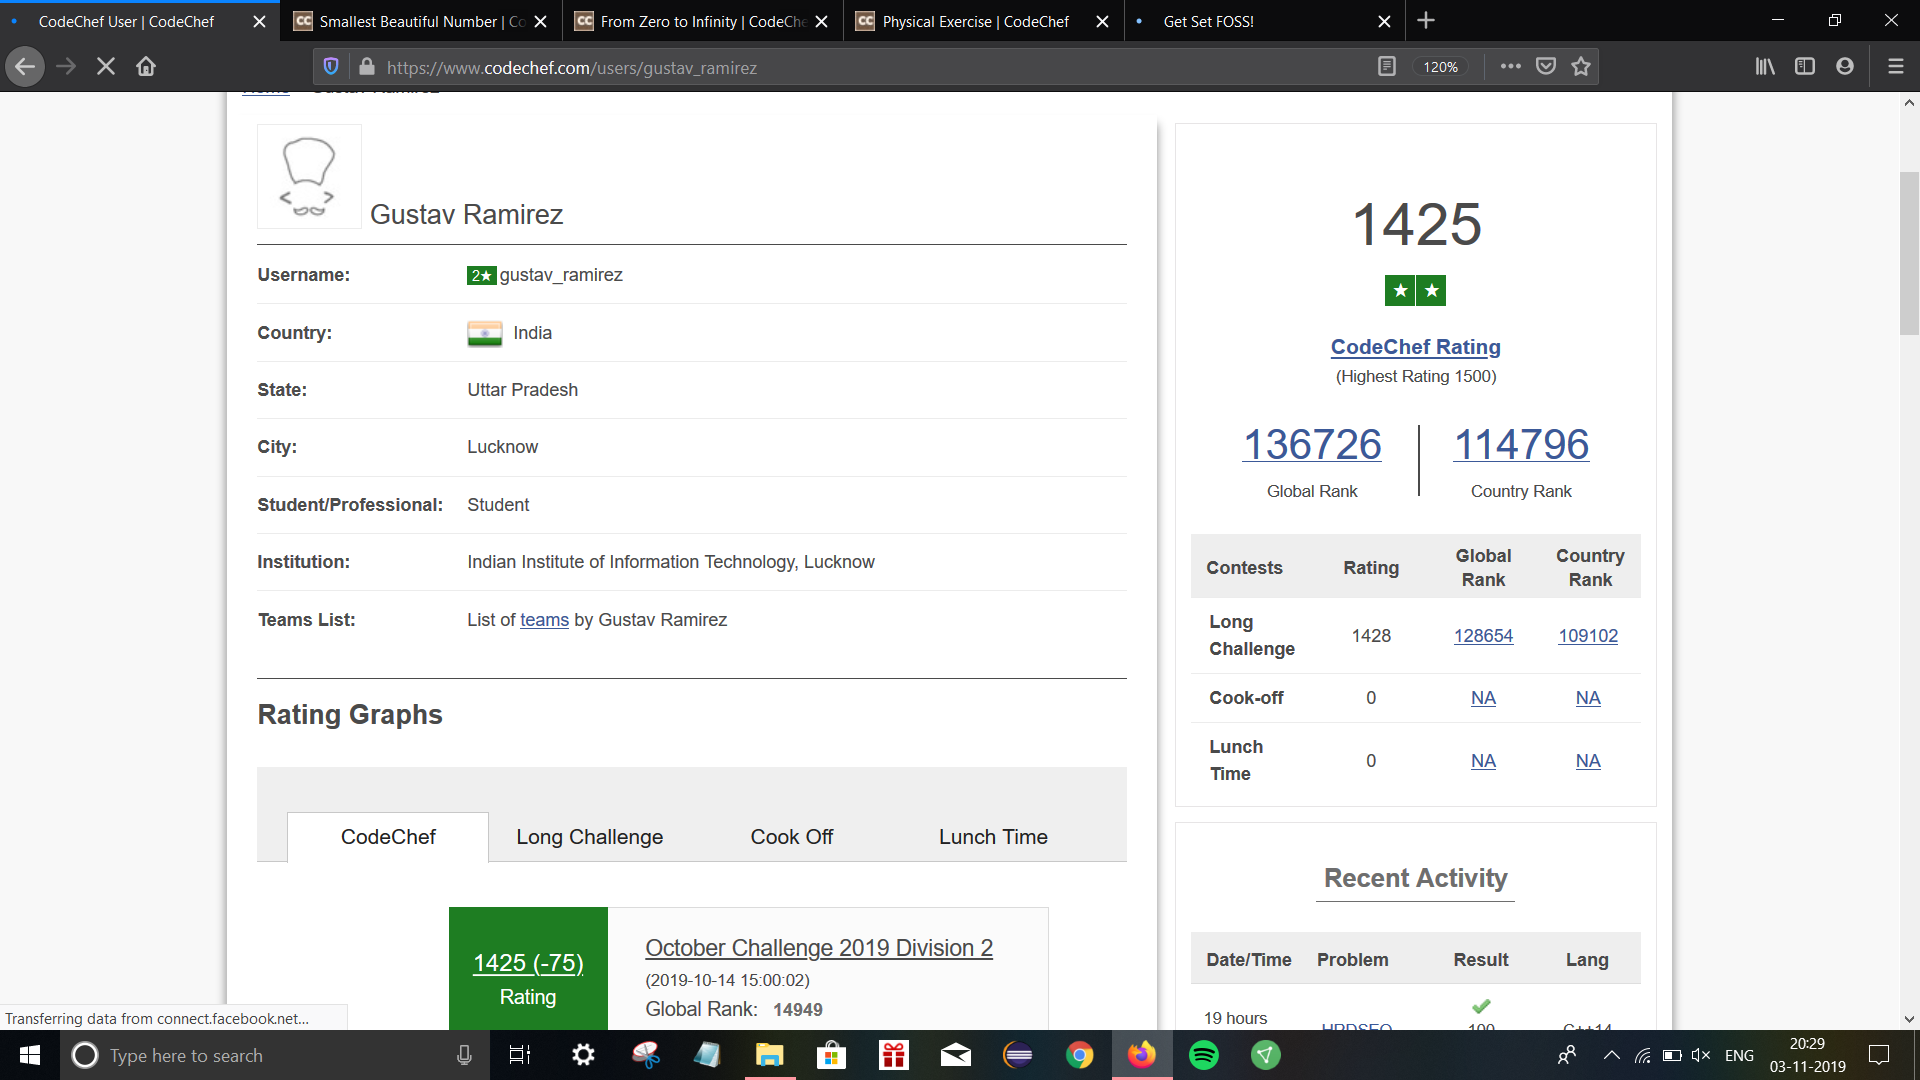 CodeChef User | CodeChef
Smallest Beautiful Number | Co
From Zero to Infinity | CodeChe
Physical Exercise | CodeChef
Get Set FOSS!
https://www.codechef.com/users/gustav_ramirez
120%
Gustav Ramirez
Username: 2★ gustav_ramirez
Country: India
State: Uttar Pradesh
City: Lucknow
Student/Professional: Student
Institution: Indian Institute of Information Technology, Lucknow
Teams List: List of teams by Gustav Ramirez
Rating Graphs
CodeChef Long Challenge Cook Off Lunch Time
1425 (-75)
Rating
October Challenge 2019 Division 2
(2019-10-14 15:00:02)
Global Rank: 14949
1425
★ ★
CodeChef Rating
(Highest Rating 1500)
136726 114796
Global Rank Country Rank
Contests Rating Global Rank Country Rank
Long Challenge 1428 128654 109102
Cook-off 0 NA NA
Lunch Time 0 NA NA
Recent Activity
Date/Time Problem Result Lang
19 hours
Transferring data from connect.facebook.net...
Type here to search
ENG
20:29
03-11-2019